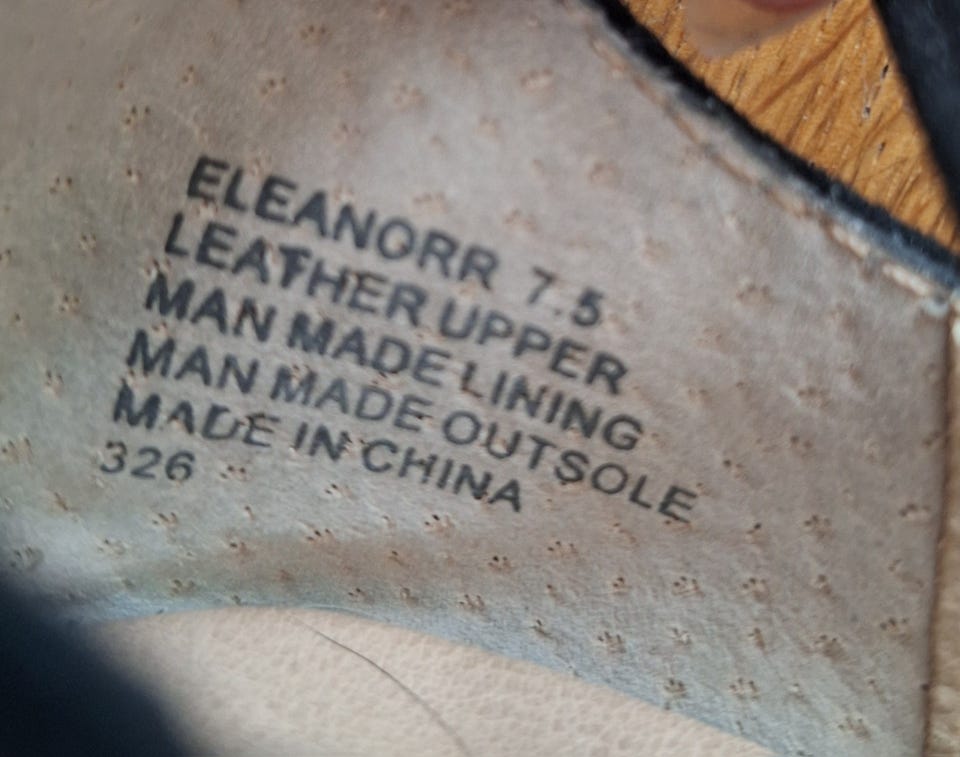 ELEANORR 7.5
LEATHER UPPER
MAN MADE LINING
MAN MADE OUTSOLE
MADE IN CHINA
326